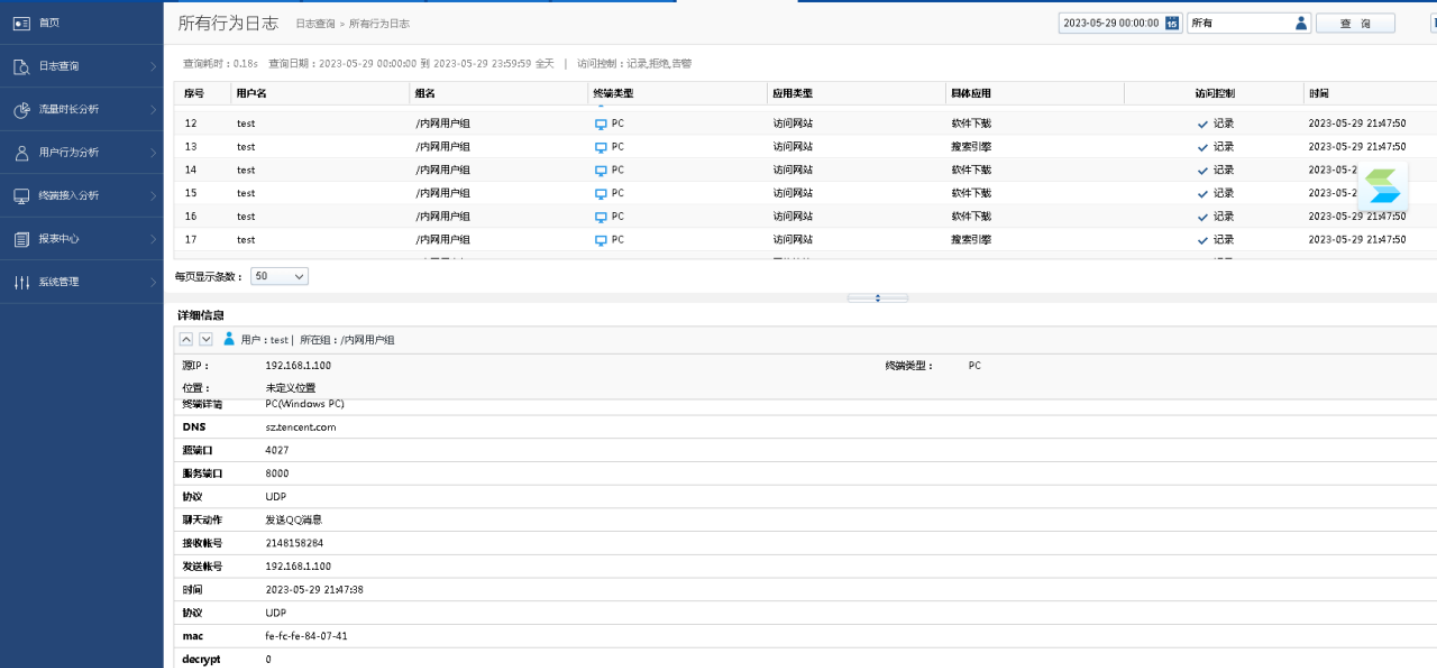 首页
日志查询
流量时长分析
用户行为分析
终端接入分析
报表中心
系统管理
所有行为日志 日志查询 > 所有行为日志
2023-05-29 00:00:00 15 所有 查 询
查询耗时：0.18s 查询日期：2023-05-29 00:00:00 到 2023-05-29 23:59:59 全天 | 访问控制：记录,拒绝,告警
序号 用户名 组名 终端类型 应用类型 具体应用 访问控制 时间
12 test /内网用户组 PC 访问网站 软件下载 记录 2023-05-29 21:47:50
13 test /内网用户组 PC 访问网站 搜索引擎 记录 2023-05-29 21:47:50
14 test /内网用户组 PC 访问网站 软件下载 记录 2023-05-2
15 test /内网用户组 PC 访问网站 软件下载 记录 2023-05-2
16 test /内网用户组 PC 访问网站 软件下载 记录 2023-05-29 21:47:50
17 test /内网用户组 PC 访问网站 搜索引擎 记录 2023-05-29 21:47:50
每页显示条数： 50
详细信息
用户：test | 所在组：/内网用户组
源IP： 192.168.1.100 终端类型： PC
位置： 未定义位置
终端详情 PC(Windows PC)
DNS sz.tencent.com
源端口 4027
服务端口 8000
协议 UDP
聊天动作 发送QQ消息
接收帐号 2148158284
发送帐号 192.168.1.100
时间 2023-05-29 21:47:38
协议 UDP
mac fe-fc-fe-84-07-41
decrypt 0